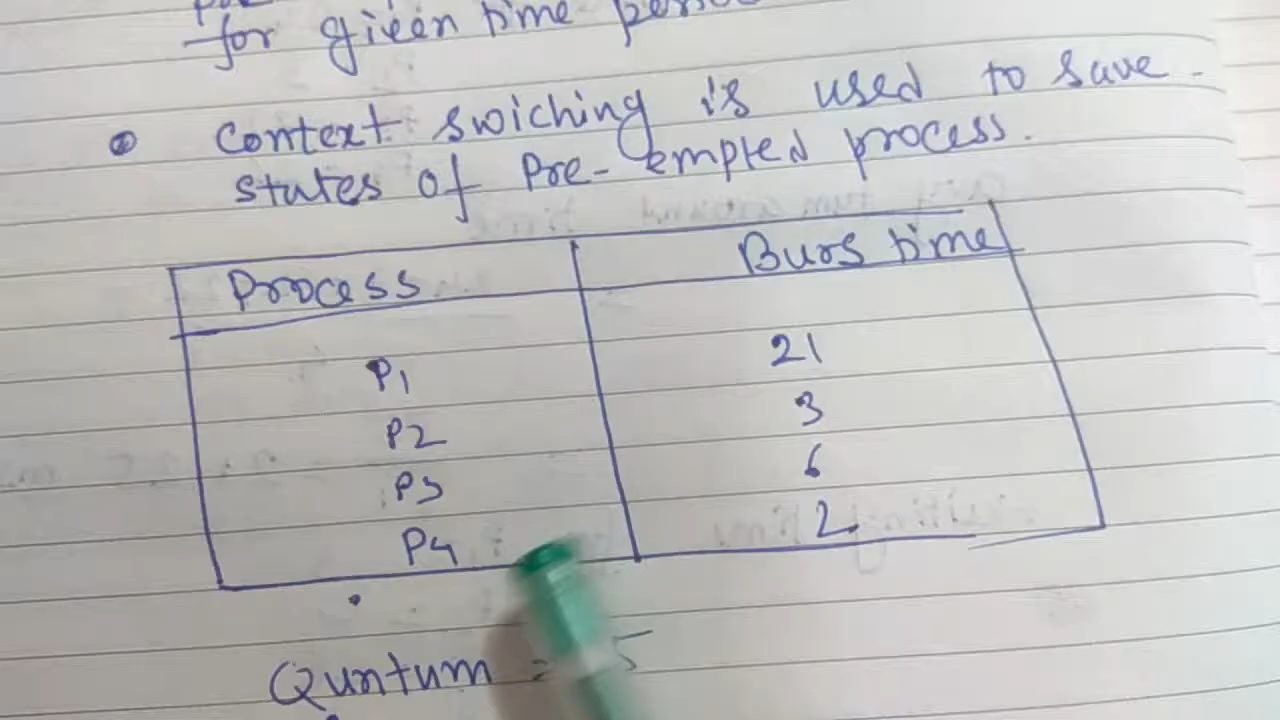 for given time
Context swiching is used to save
states of Pre-empted process.
Process Burs time
P1 21
P2 3
P3 6
P4 2
Quntum = 5